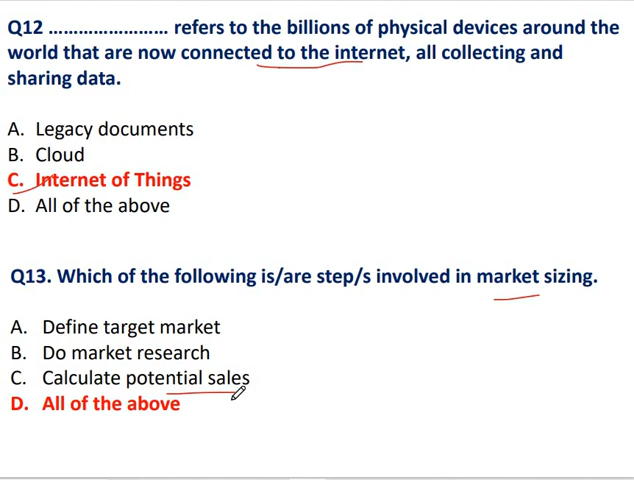 Q12 ........................ refers to the billions of physical devices around the
world that are now connected to the internet, all collecting and
sharing data.
A. Legacy documents
B. Cloud
C. Internet of Things
D. All of the above
Q13. Which of the following is/are step/s involved in market sizing.
A. Define target market
B. Do market research
C. Calculate potential sales
D. All of the above